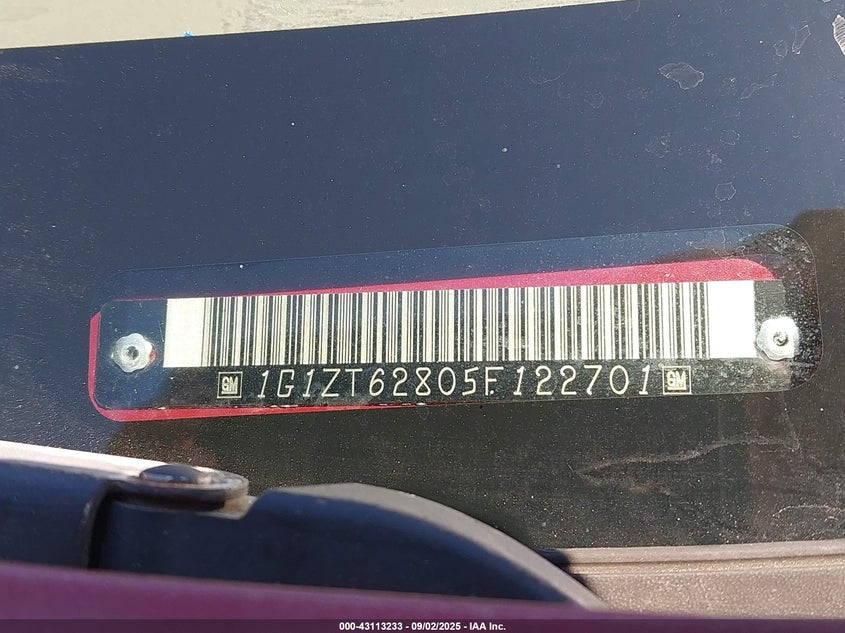 GM 1G1ZT62805F122701 GM
000-43113233 - 09/02/2025 - IAA Inc.